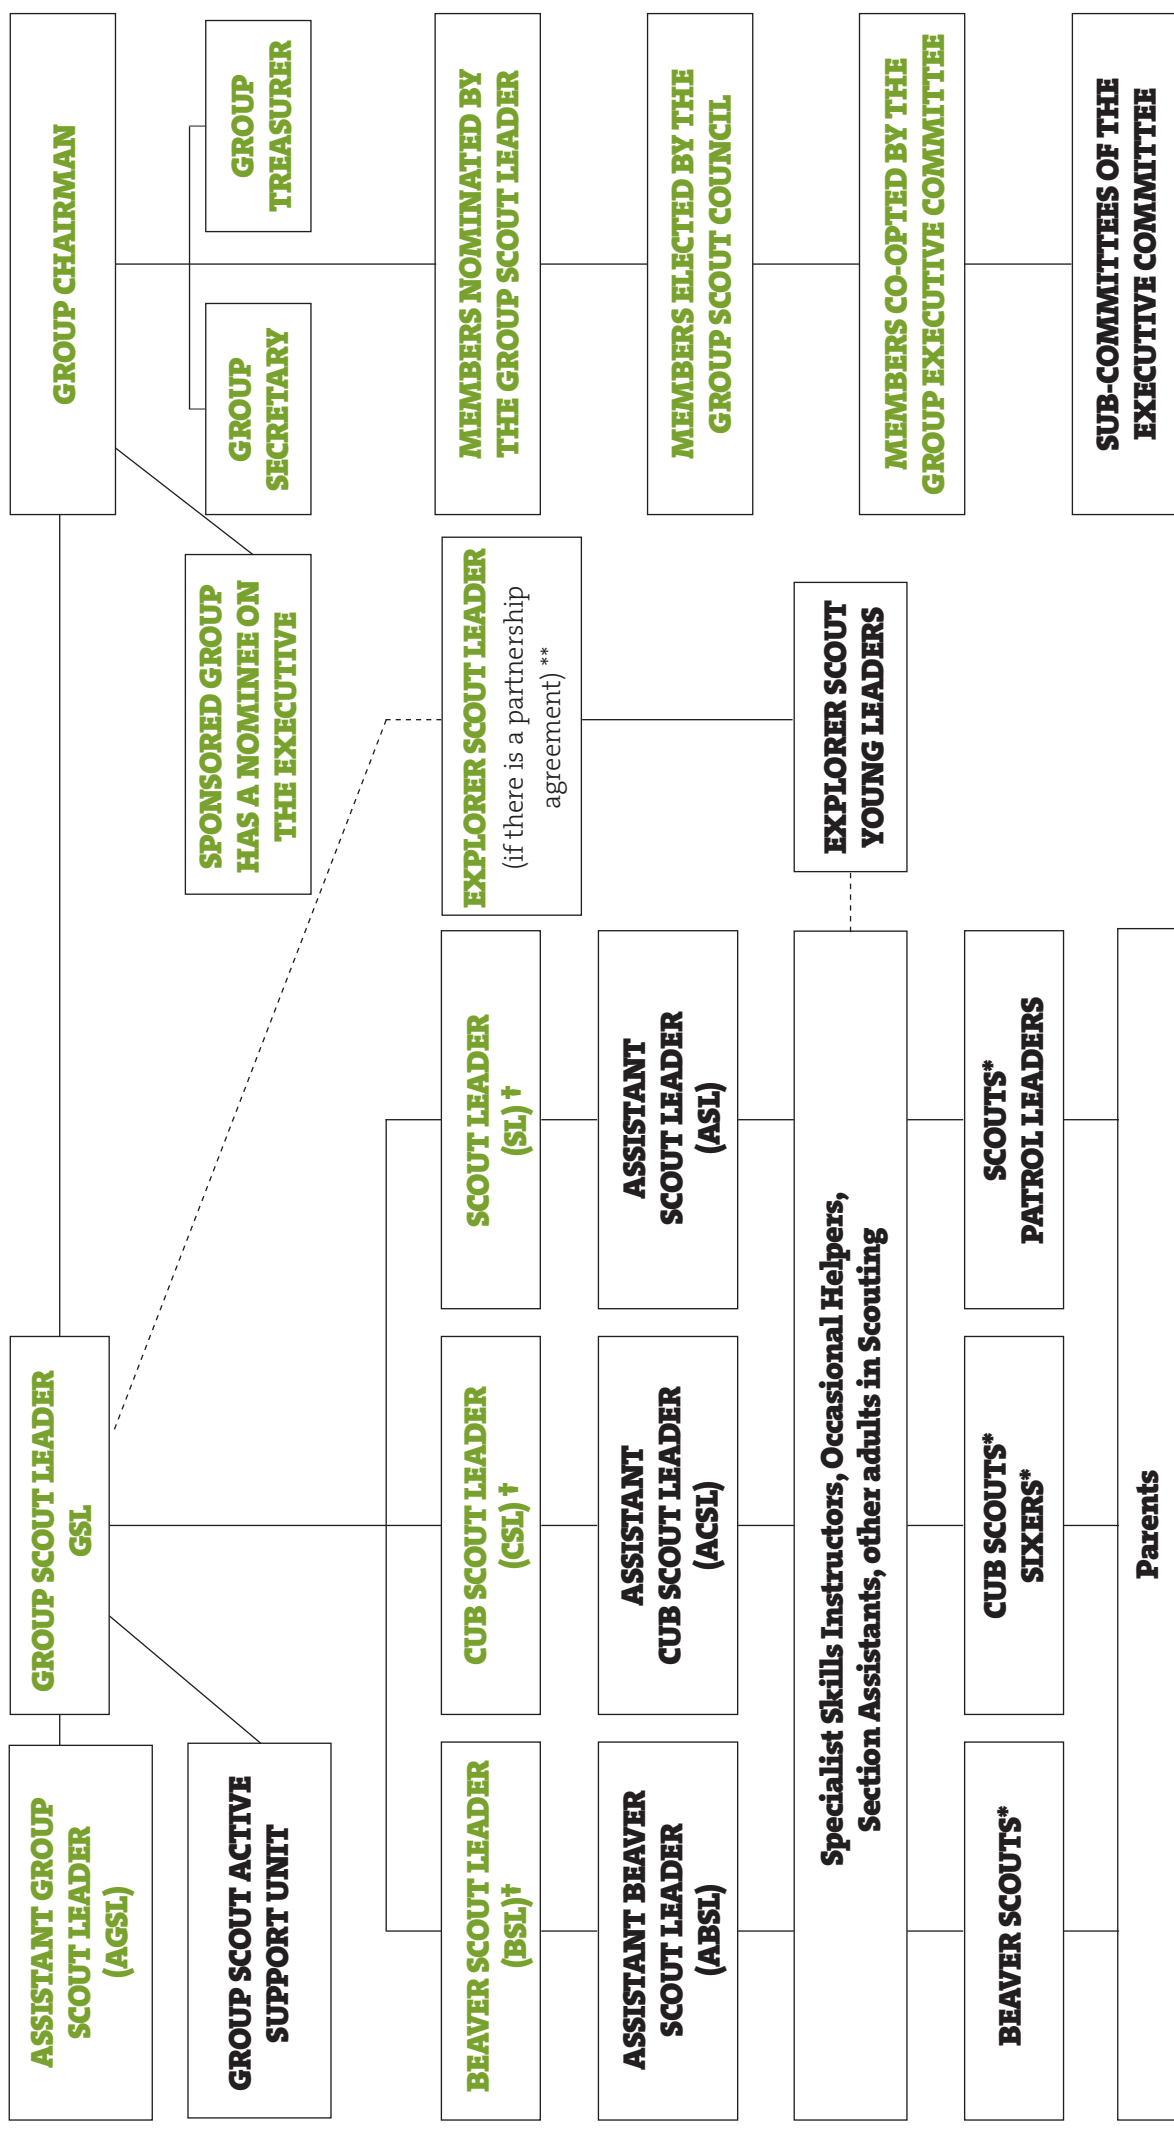 ASSISTANT GROUP
SCOUT LEADER
(AGSL)
GROUP SCOUT LEADER
GSL
GROUP CHAIRMAN
GROUP SCOUT ACTIVE
SUPPORT UNIT
SPONSORED GROUP
HAS A NOMINEE ON
THE EXECUTIVE
GROUP
SECRETARY
GROUP
TREASURER
BEAVER SCOUT LEADER
(BSL)†
CUB SCOUT LEADER
(CSL) †
SCOUT LEADER
(SL) †
EXPLORER SCOUT LEADER
(if there is a partnership
agreement) **
MEMBERS NOMINATED BY
THE GROUP SCOUT LEADER
ASSISTANT BEAVER
SCOUT LEADER
(ABSL)
ASSISTANT
CUB SCOUT LEADER
(ACSL)
ASSISTANT
SCOUT LEADER
(ASL)
MEMBERS ELECTED BY THE
GROUP SCOUT COUNCIL
Specialist Skills Instructors, Occasional Helpers,
Section Assistants, other adults in Scouting
EXPLORER SCOUT
YOUNG LEADERS
MEMBERS CO-OPTED BY THE
GROUP EXECUTIVE COMMITTEE
BEAVER SCOUTS*
CUB SCOUTS*
SIXERS*
SCOUTS*
PATROL LEADERS
SUB-COMMITTEES OF THE
EXECUTIVE COMMITTEE
Parents